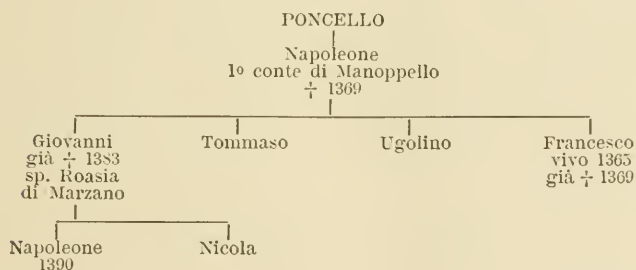 PONCELLO
Napoleone
1º conte di Manoppello
✝ 1369
Giovanni
già ✝ 1383
sp. Roasia
di Marzano
Tommaso
Ugolino
Francesco
vivo 1365
già ✝ 1369
Napoleone
1390
Nicola